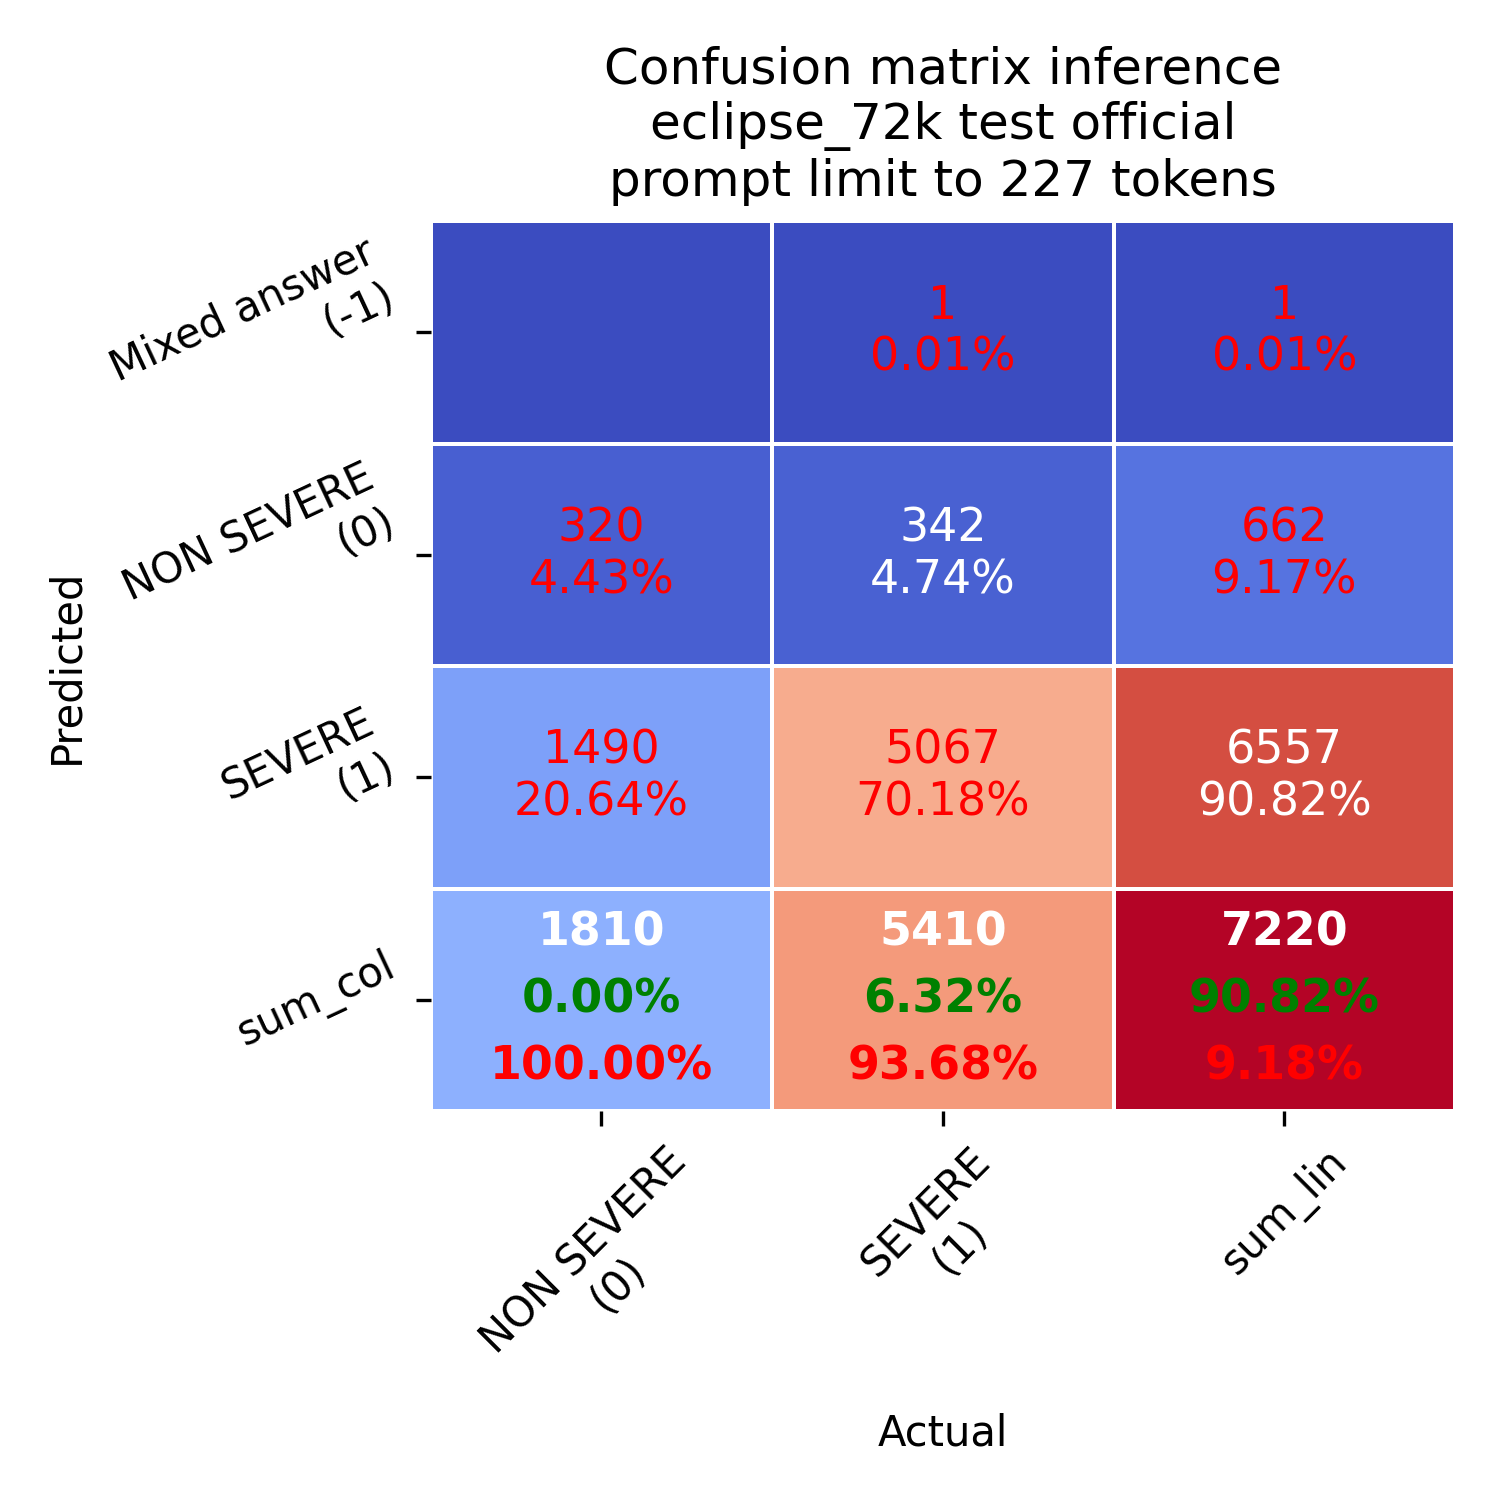 Confusion matrix inference
eclipse_72k test official
prompt limit to 227 tokens
Predicted
Mixed answer
(-1)
1
0.01%
1
0.01%
NON SEVERE
(0)
320
4.43%
342
4.74%
662
9.17%
SEVERE
(1)
1490
20.64%
5067
70.18%
6557
90.82%
sum_col
1810
0.00%
100.00%
5410
6.32%
93.68%
7220
90.82%
9.18%
NON SEVERE
(0)
SEVERE
(1)
sum_lin
Actual